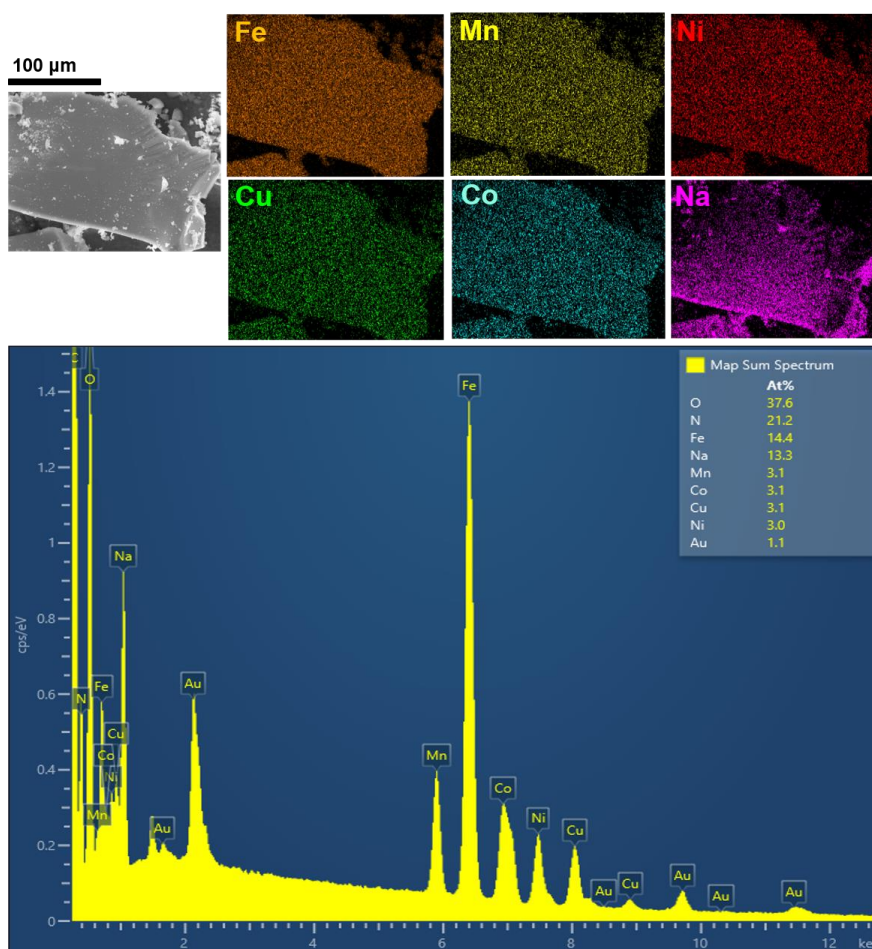 Fe
Mn
Ni
100 µm
Cu
Co
Na
Map Sum Spectrum
At%
O 37.6
N 21.2
Fe 14.4
Na 13.3
Mn 3.1
Co 3.1
Cu 3.1
Ni 3.0
Au 1.1
1.4
1.2
1
0.8
0.6
0.4
0.2
0
cps/eV
O
Na
N
Fe
Cu
Co
Ni
Mn
Au
Au
Mn
Fe
Co
Ni
Cu
Au
Cu
Au
Au
Au
2
4
6
8
10
12